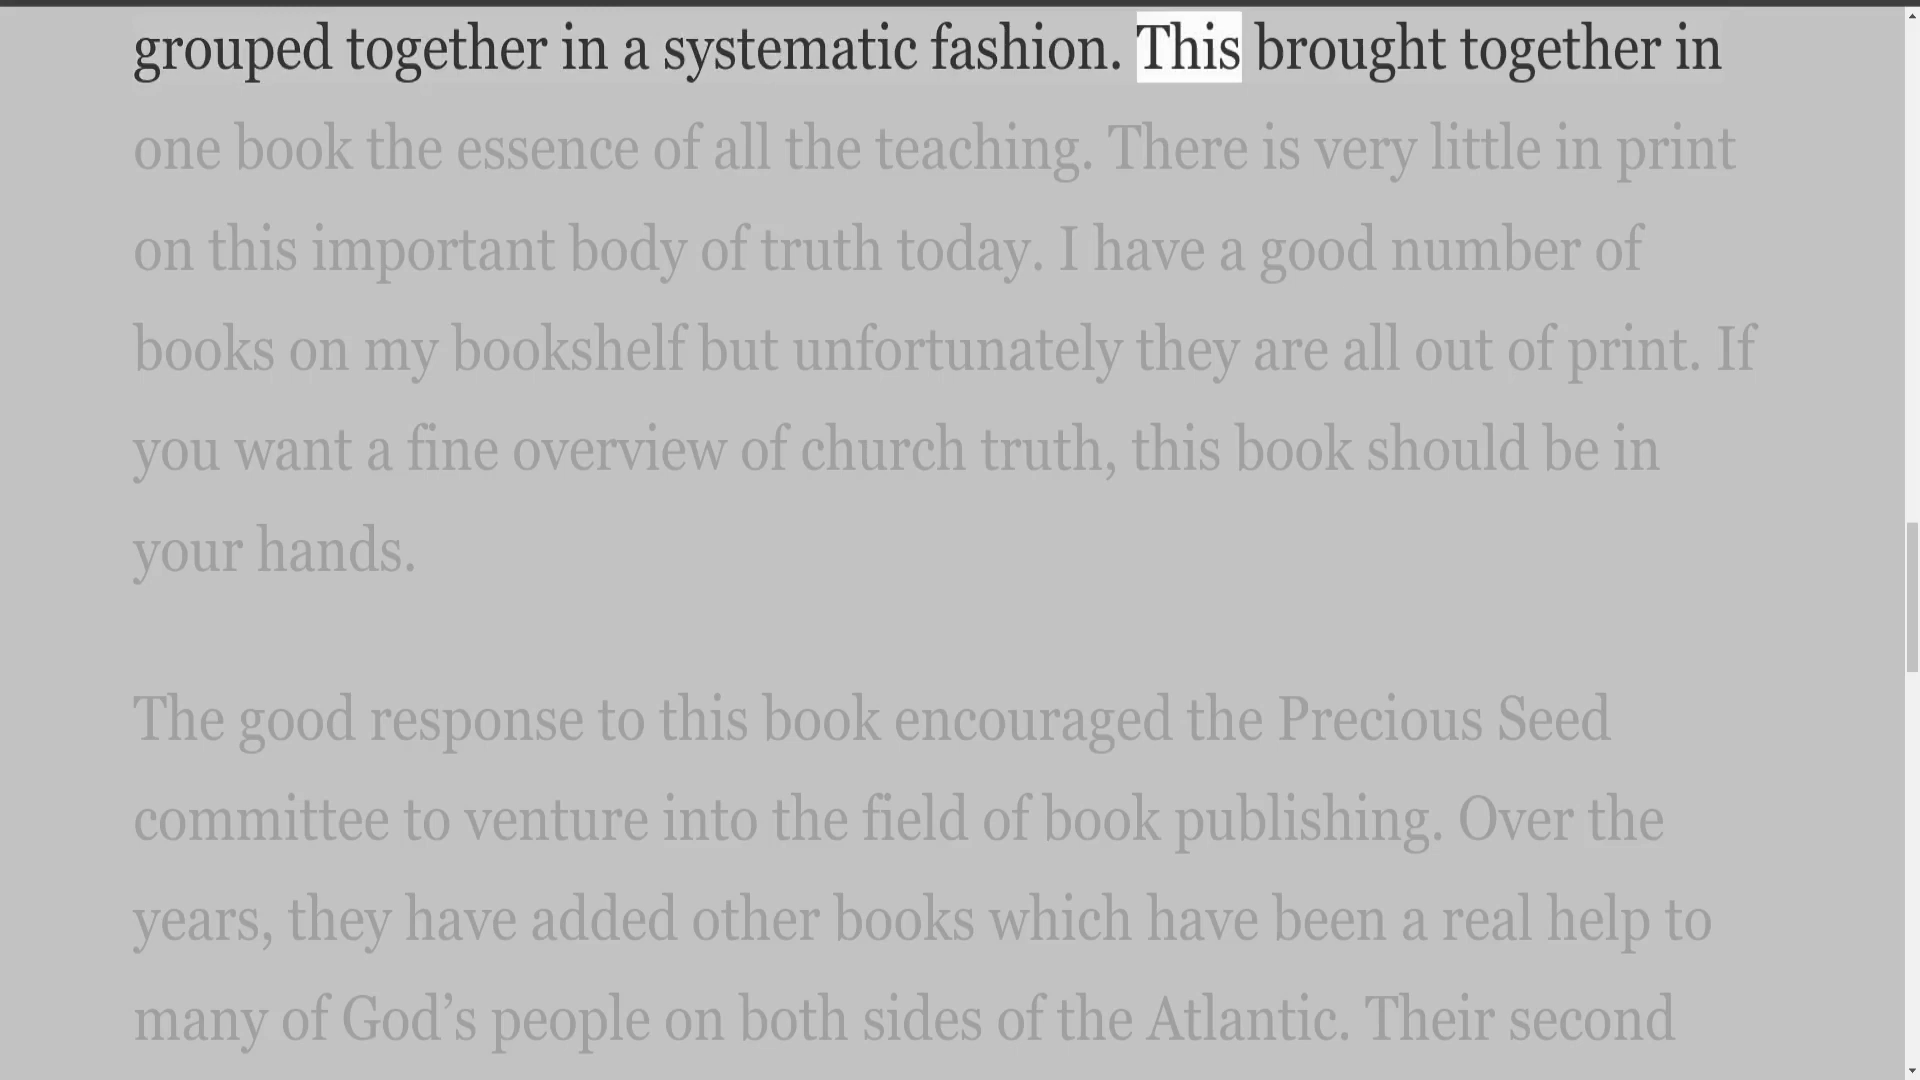 grouped together in a systematic fashion. This brought together in
one book the essence of all the teaching. There is very little in print
on this important body of truth today. I have a good number of
books on my bookshelf but unfortunately they are all out of print. If
you want a fine overview of church truth, this book should be in
your hands.
The good response to this book encouraged the Precious Seed
committee to venture into the field of book publishing. Over the
years, they have added other books which have been a real help to
many of God’s people on both sides of the Atlantic. Their second